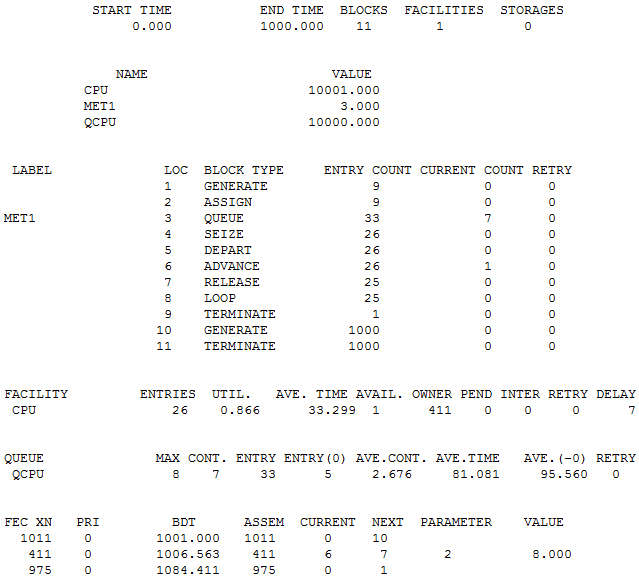 START TIME END TIME BLOCKS FACILITIES STORAGES
0.000 1000.000 11 1 0
NAME VALUE
CPU 10001.000
MET1 3.000
QCPU 10000.000
LABEL LOC BLOCK TYPE ENTRY COUNT CURRENT COUNT RETRY
1 GENERATE 9 0 0
2 ASSIGN 9 0 0
MET1 3 QUEUE 33 7 0
4 SEIZE 26 0 0
5 DEPART 26 0 0
6 ADVANCE 26 1 0
7 RELEASE 25 0 0
8 LOOP 25 0 0
9 TERMINATE 1 0 0
10 GENERATE 1000 0 0
11 TERMINATE 1000 0 0
FACILITY ENTRIES UTIL. AVE. TIME AVAIL. OWNER PEND INTER RETRY DELAY
CPU 26 0.866 33.299 1 411 0 0 0 7
QUEUE MAX CONT. ENTRY ENTRY(0) AVE.CONT. AVE.TIME AVE.(-0) RETRY
QCPU 8 7 33 5 2.676 81.081 95.560 0
FEC XN PRI BDT ASSEM CURRENT NEXT PARAMETER VALUE
1011 0 1001.000 1011 0 10
411 0 1006.563 411 6 7 2 8.000
975 0 1084.411 975 0 1